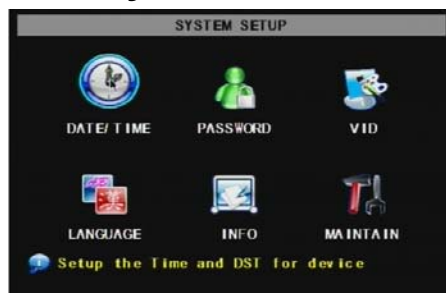 SYSTEM SETUP
DATE/TIME PASSWORD VID
LANGUAGE INFO MAINTAIN
Setup the Time and DST for device